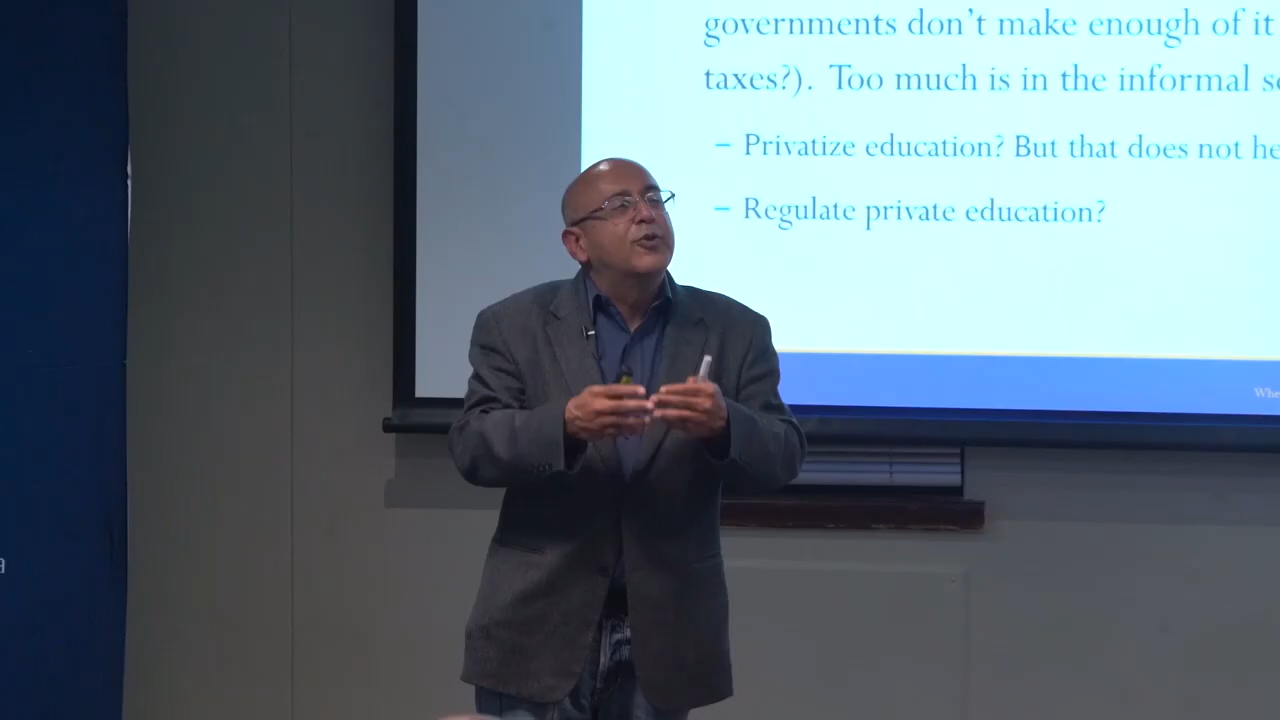 governments don't make enough of it
taxes?). Too much is in the informal
– Privatize education? But that does not
– Regulate private education?